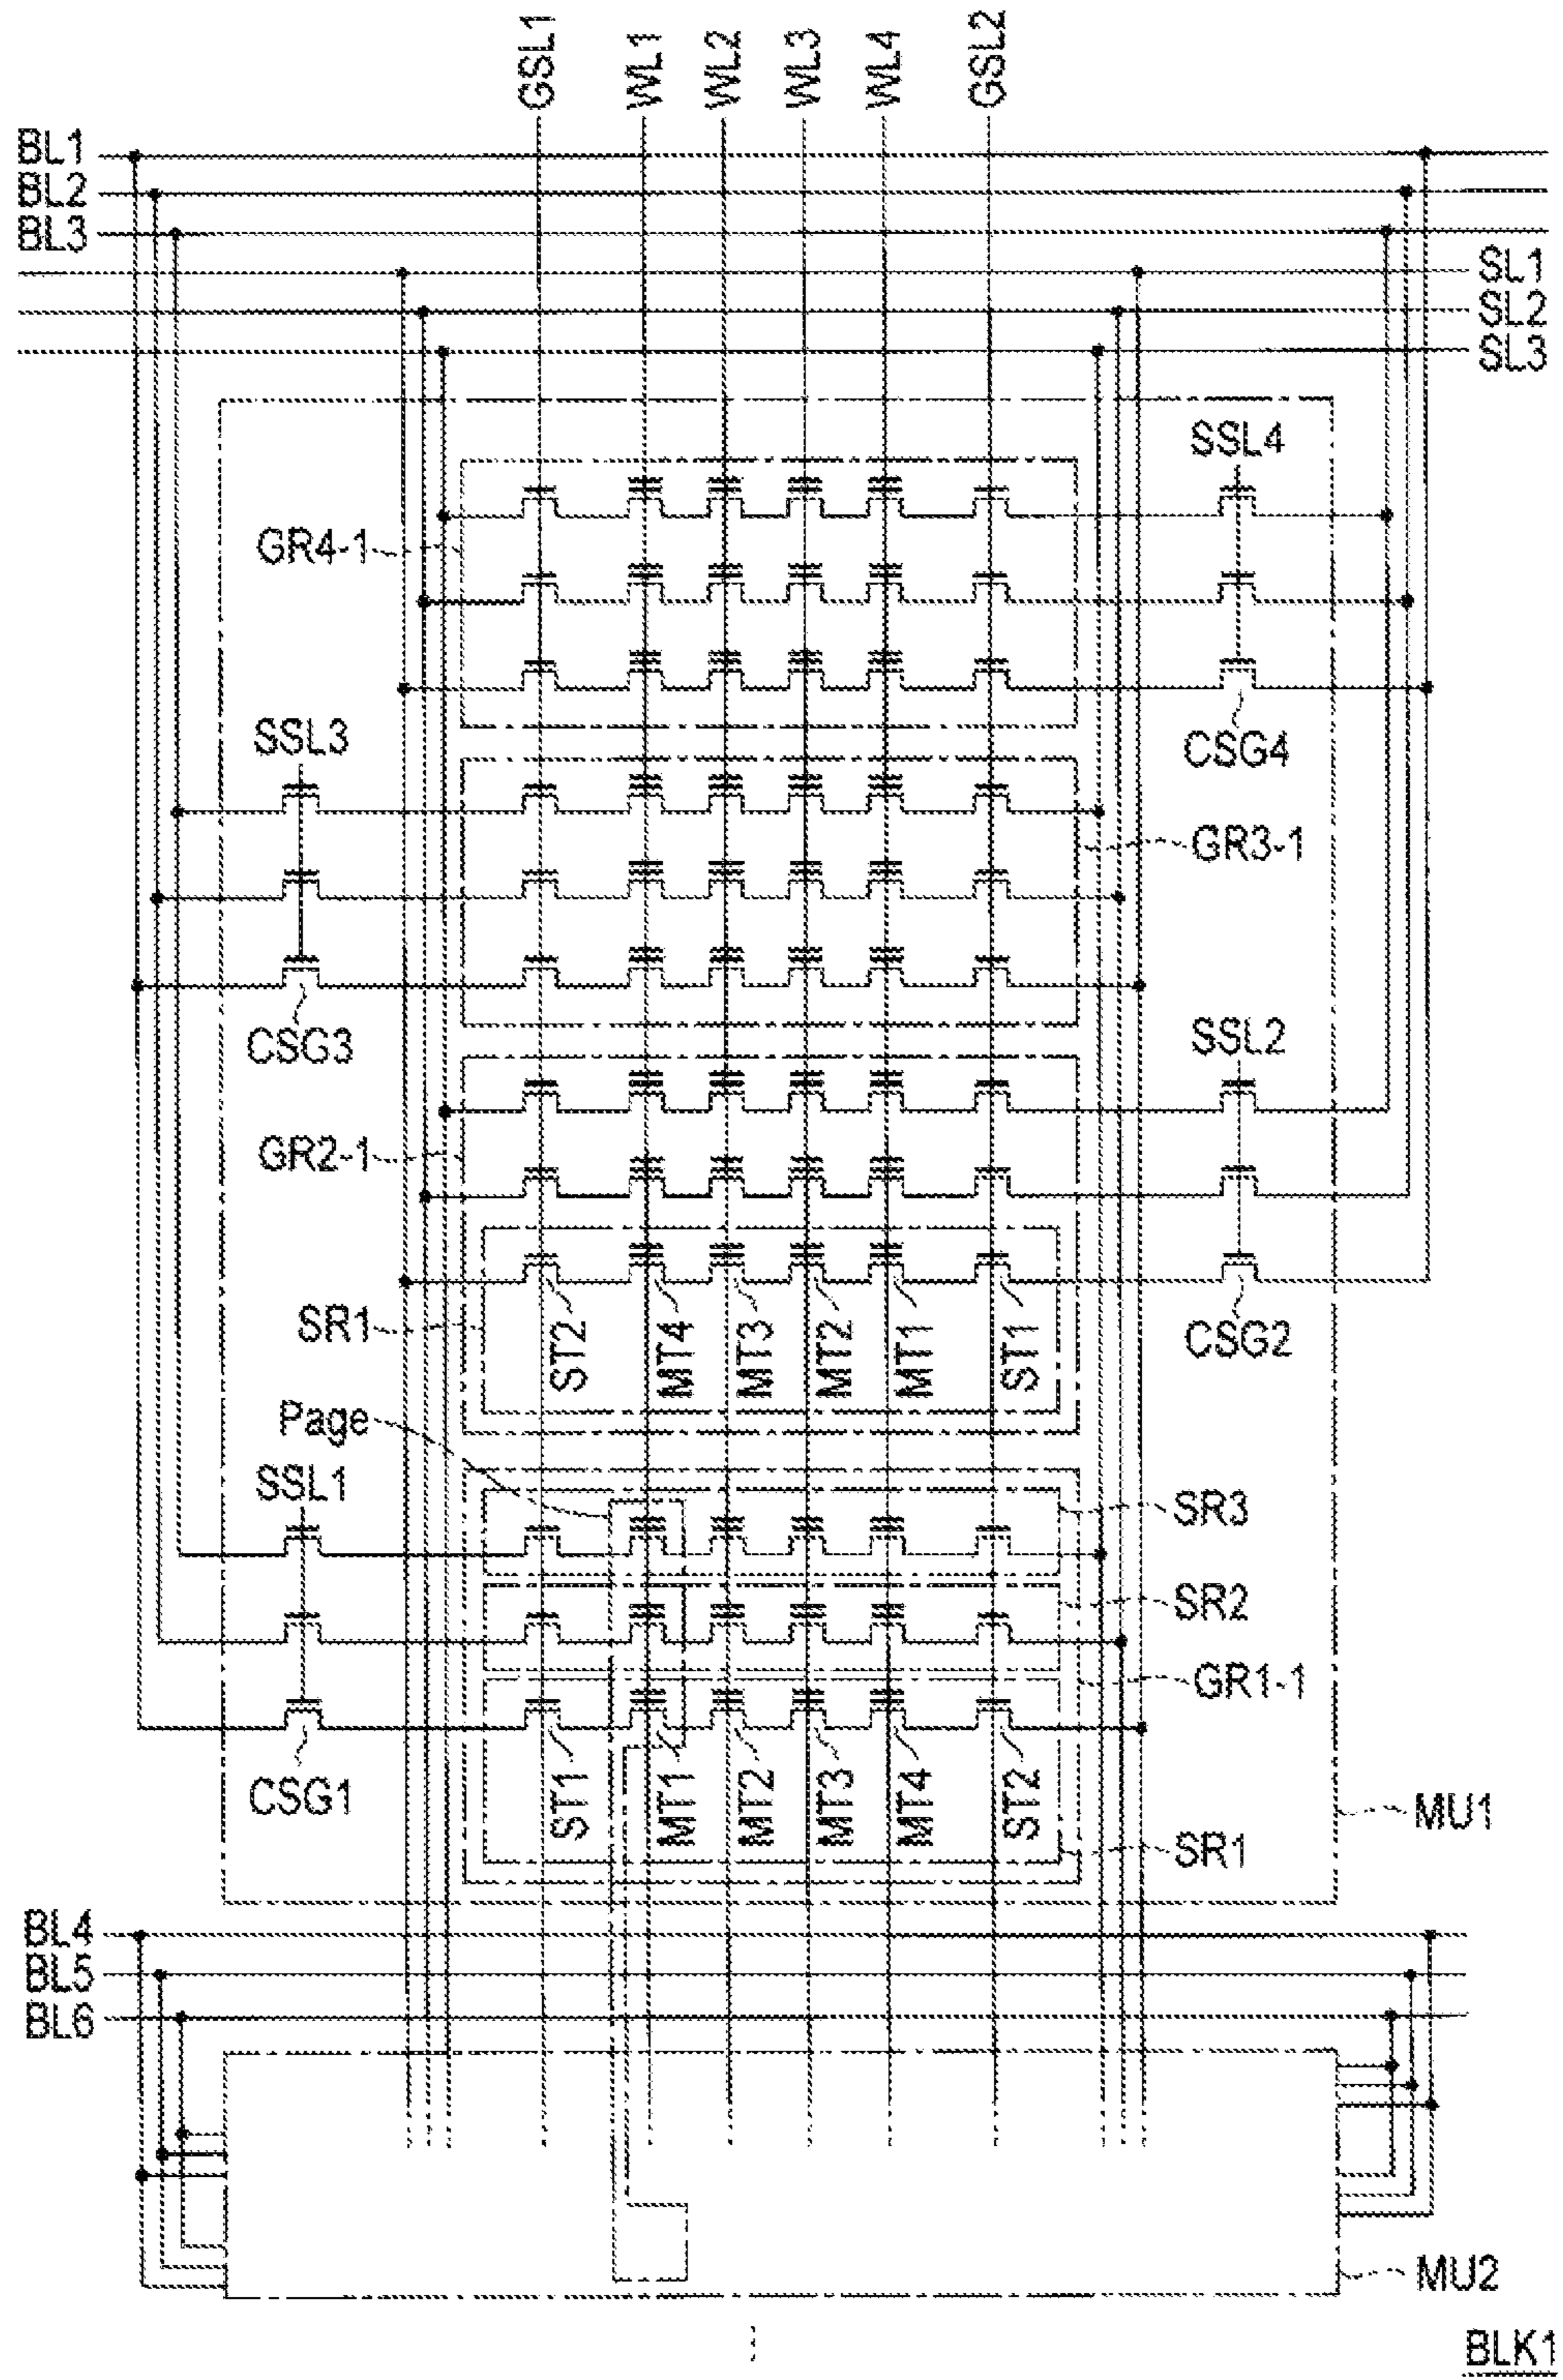 GSL1
WL1
WL2
WL3
WL4
GSL2
BL1
BL2
BL3
SL1
SL2
SL3
SSL4
GR4-1
SSL3
CSG4
GR3-1
CSG3
SSL2
GR2-1
SR1
ST2
MT4
MT3
MT2
MT1
ST1
CSG2
Page
SSL1
SR3
SR2
GR1-1
CSG1
ST1
MT1
MT2
MT3
MT4
ST2
MU1
SR1
BL4
BL5
BL6
MU2
BLK1